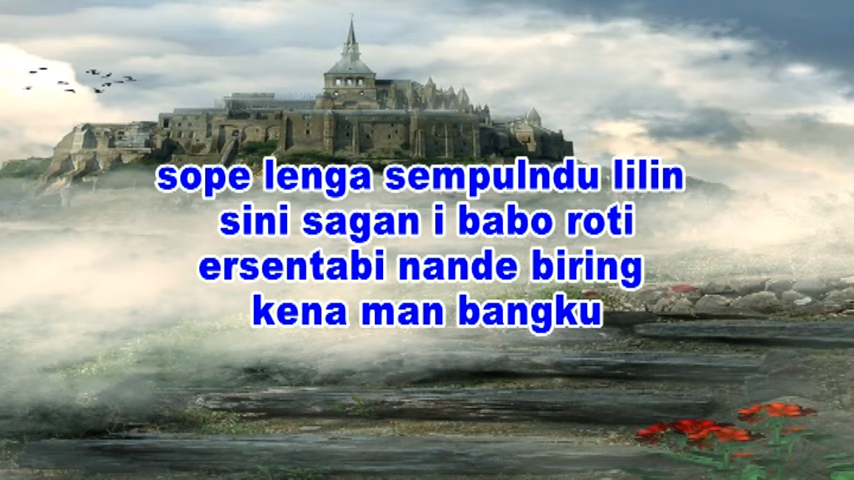 sope lenga sempulndu lilin
sini sagan i babo roti
ersentabi nande biring
kena man bangku